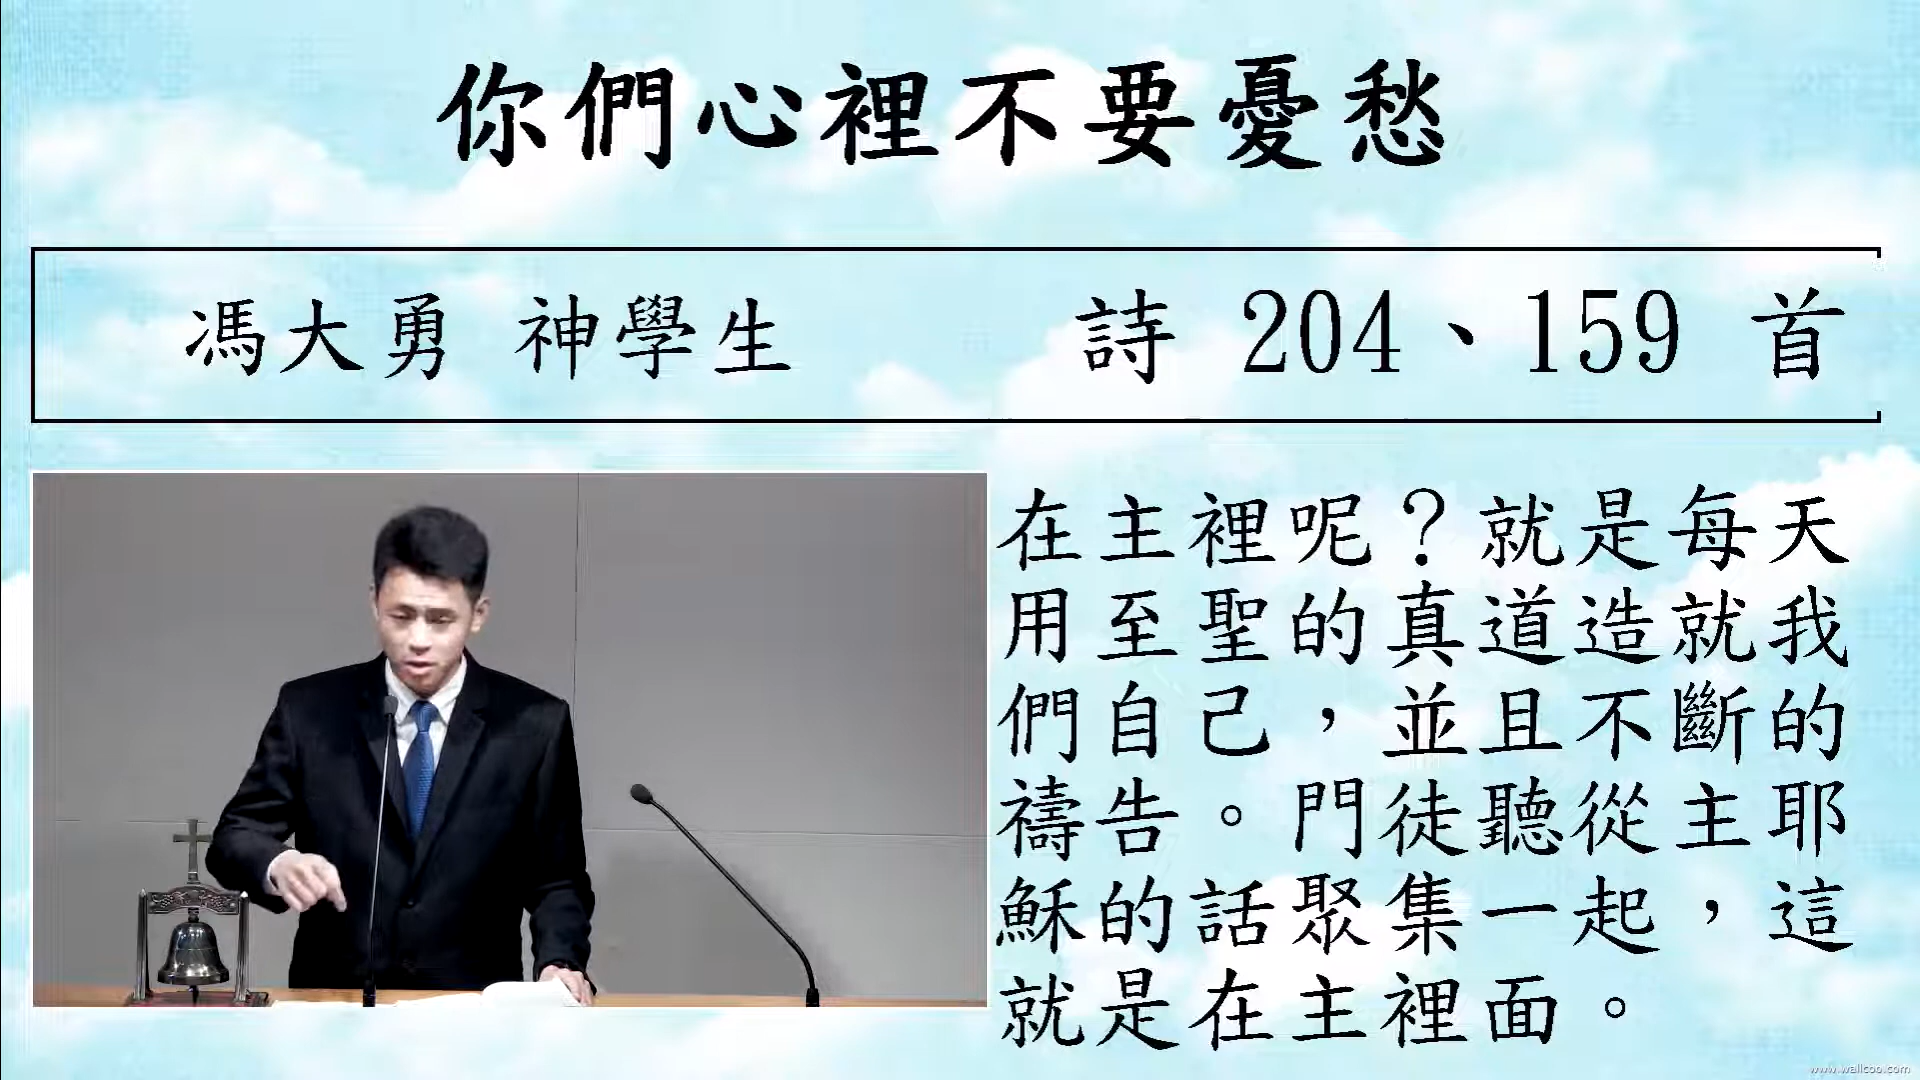 你們心裡不要憂愁
馮大勇 神學生 詩 204、159 首
在主裡呢？就是每天
用至聖的真道造就我
們自己，並且不斷的
禱告。門徒聽從主耶
穌的話聚集一起，這
就是在主裡面。
www.wallcoo.com